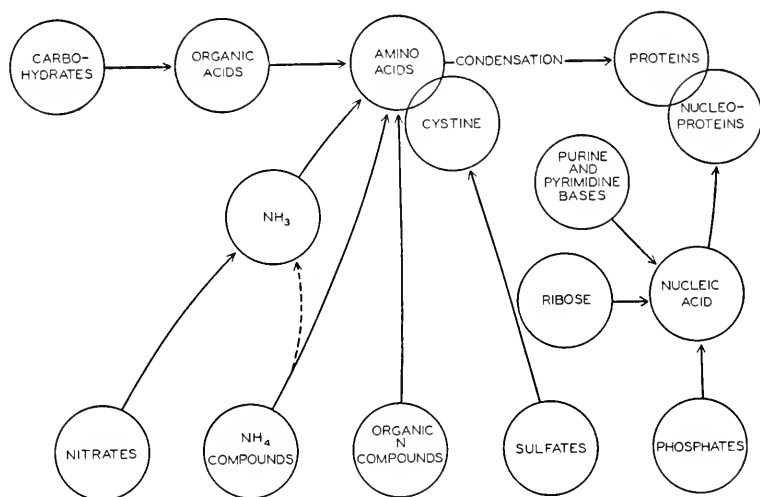 CARBO-
HYDRATES
ORGANIC
ACIDS
AMINO
ACIDS
CONDENSATION
PROTEINS
CYSTINE
NUCLEO-
PROTEINS
PURINE
AND
PYRIMIDINE
BASES
NH₃
RIBOSE
NUCLEIC
ACID
NITRATES
NH₄
COMPOUNDS
ORGANIC
N
COMPOUNDS
SULFATES
PHOSPHATES